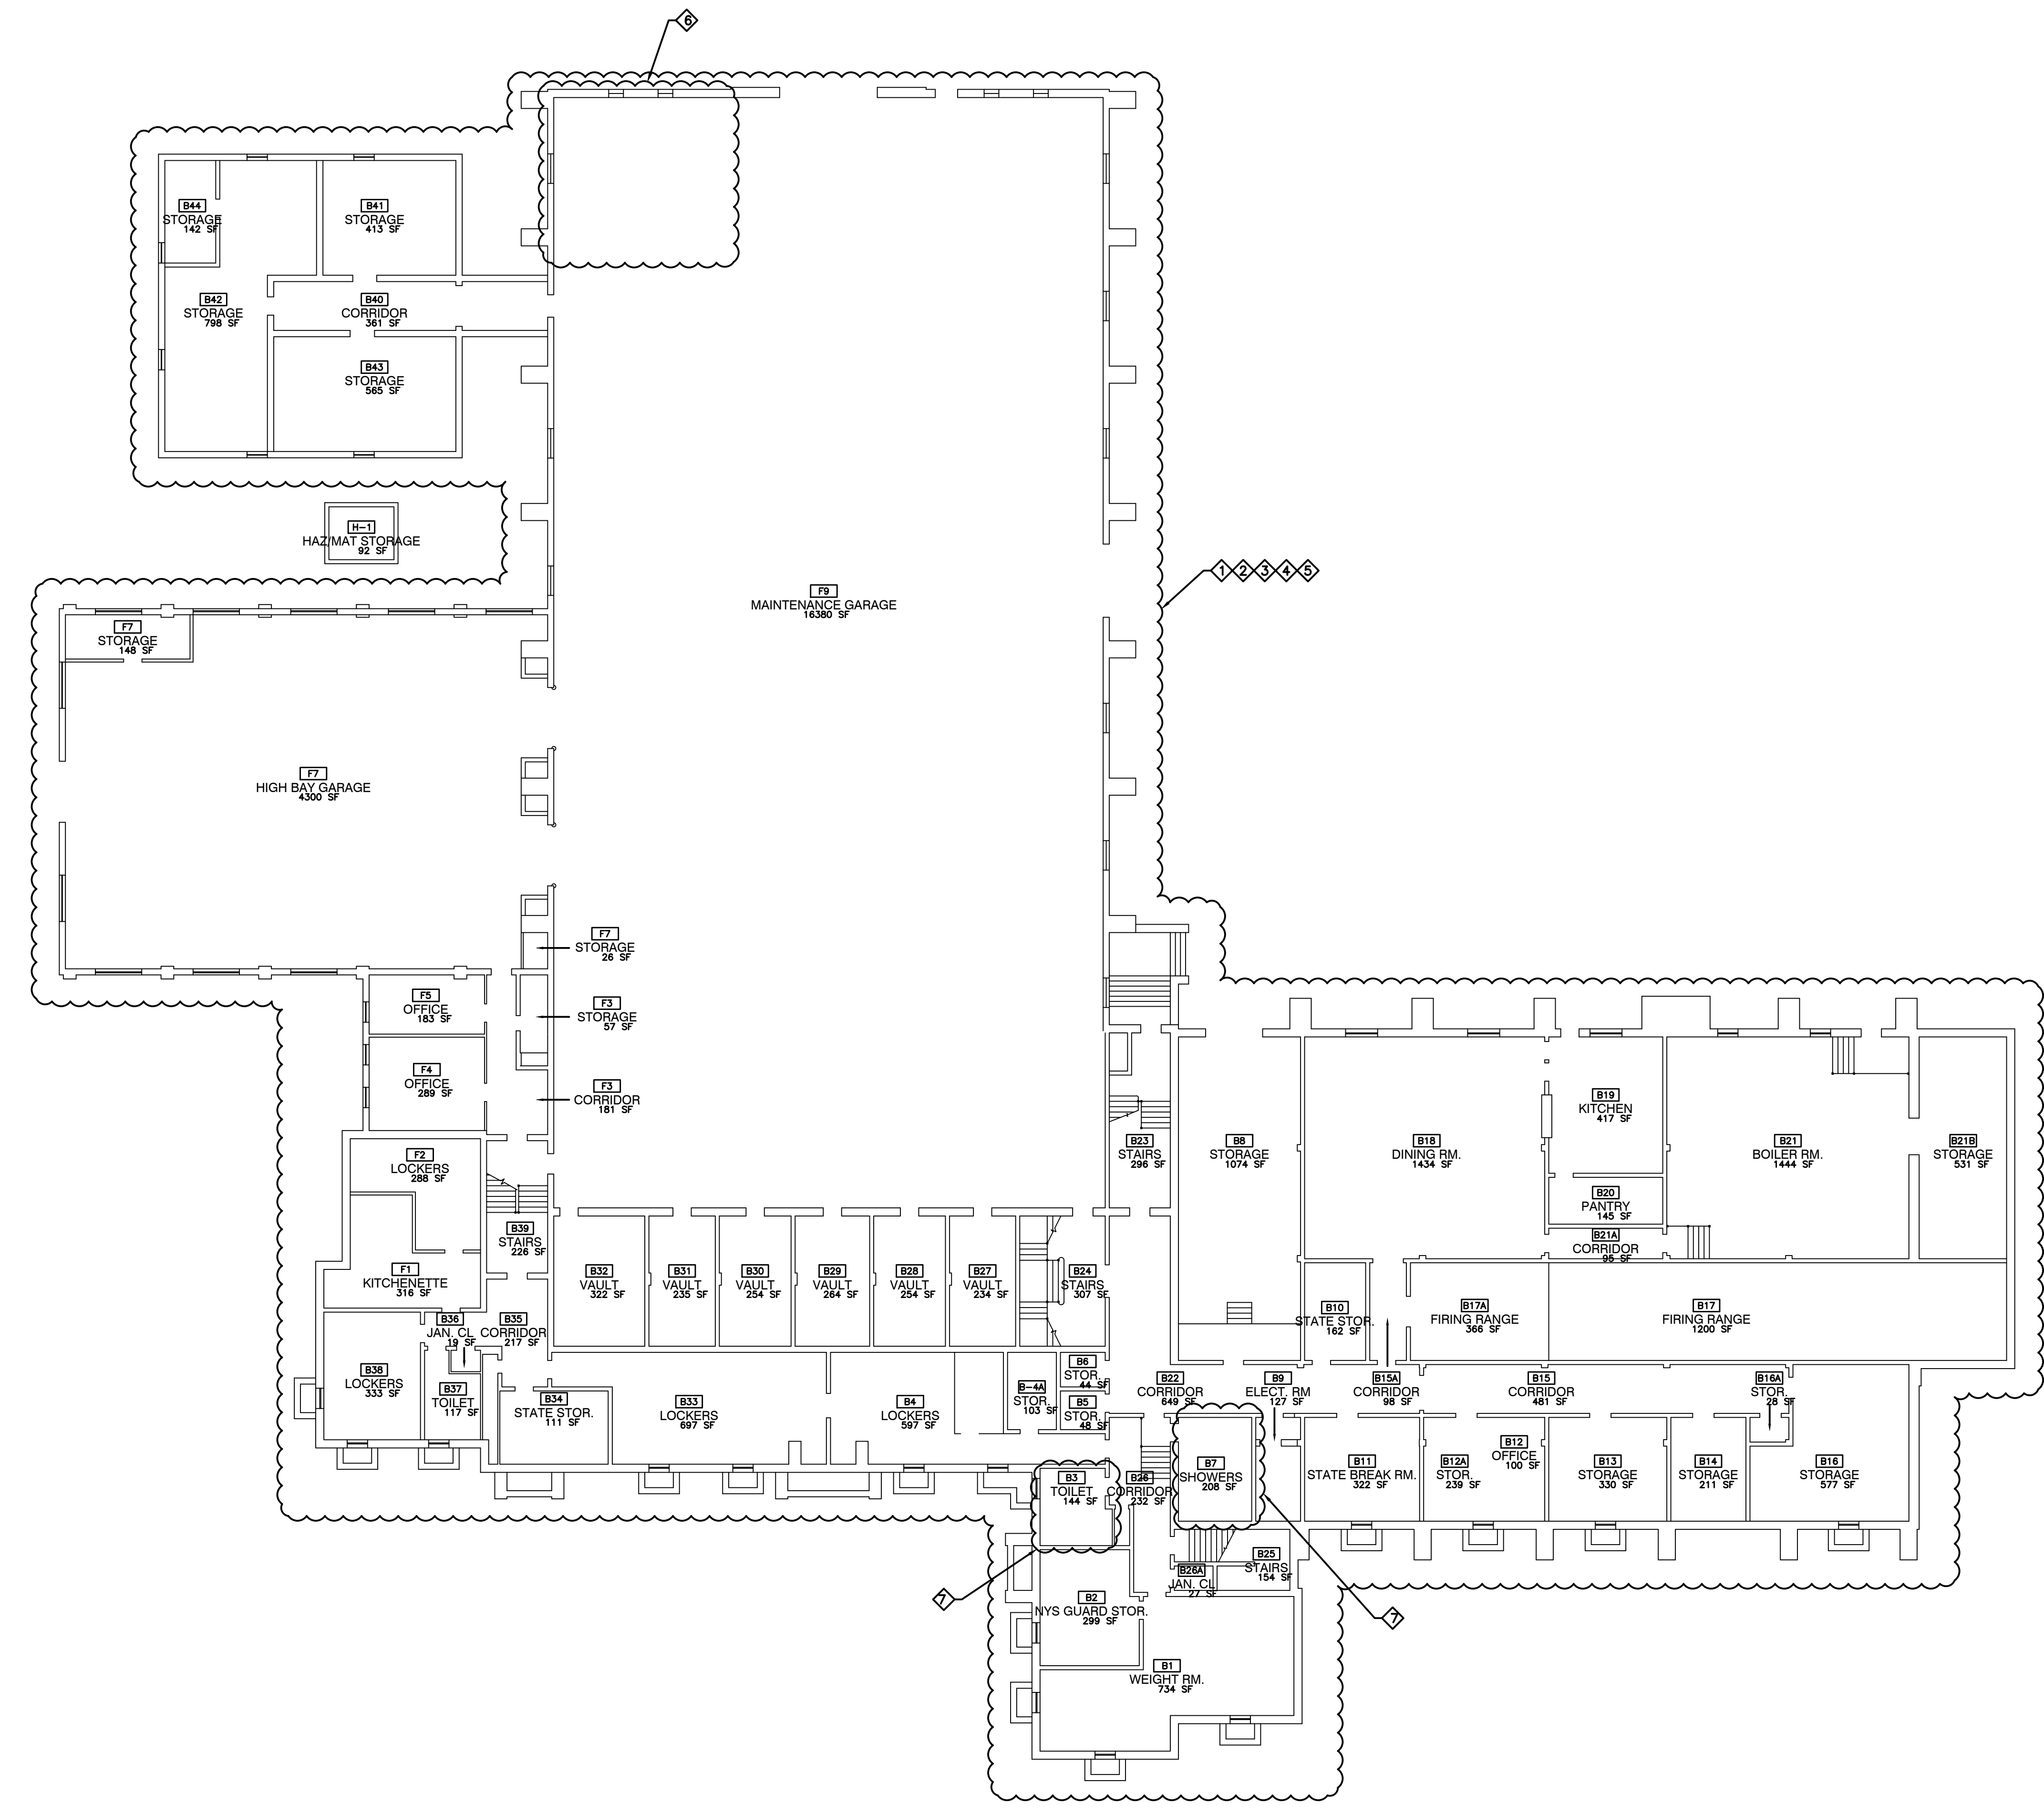 6
B44
STORAGE
142 SF
B41
STORAGE
413 SF
B42
STORAGE
798 SF
B40
CORRIDOR
361 SF
B43
STORAGE
565 SF
H-1
HAZ/MAT STORAGE
92 SF
1 2 3 4 5
F9
MAINTENANCE GARAGE
16380 SF
F7
STORAGE
148 SF
F7
HIGH BAY GARAGE
4300 SF
F7
STORAGE
26 SF
F5
OFFICE
183 SF
F3
STORAGE
57 SF
F4
OFFICE
289 SF
F3
CORRIDOR
181 SF
F2
LOCKERS
288 SF
B39
STAIRS
226 SF
F1
KITCHENETTE
316 SF
B36
JAN. CL
19 SF
B35
CORRIDOR
217 SF
B38
LOCKERS
333 SF
B37
TOILET
117 SF
B34
STATE STOR.
111 SF
B32
VAULT
322 SF
B31
VAULT
235 SF
B30
VAULT
254 SF
B29
VAULT
264 SF
B28
VAULT
254 SF
B27
VAULT
234 SF
B24
STAIRS
307 SF
B33
LOCKERS
697 SF
B4
LOCKERS
597 SF
B-4A
STOR.
103 SF
B6
STOR.
44 SF
B5
STOR.
48 SF
B23
STAIRS
296 SF
B8
STORAGE
1074 SF
B18
DINING RM.
1434 SF
B19
KITCHEN
417 SF
B20
PANTRY
145 SF
B21A
CORRIDOR
95 SF
B21
BOILER RM.
1444 SF
B21B
STORAGE
531 SF
B10
STATE STOR.
162 SF
B17A
FIRING RANGE
366 SF
B17
FIRING RANGE
1200 SF
B22
CORRIDOR
649 SF
B9
ELECT. RM
127 SF
B15A
CORRIDOR
98 SF
B15
CORRIDOR
481 SF
B16A
STOR.
28 SF
B3
TOILET
144 SF
B26
CORRIDOR
232 SF
B7
SHOWERS
208 SF
B11
STATE BREAK RM.
322 SF
B12A
STOR.
239 SF
B12
OFFICE
100 SF
B13
STORAGE
330 SF
B14
STORAGE
211 SF
B16
STORAGE
577 SF
B25
STAIRS
154 SF
B26A
JAN. CL
27 SF
7
B2
NYS GUARD STOR.
299 SF
7
B1
WEIGHT RM.
734 SF